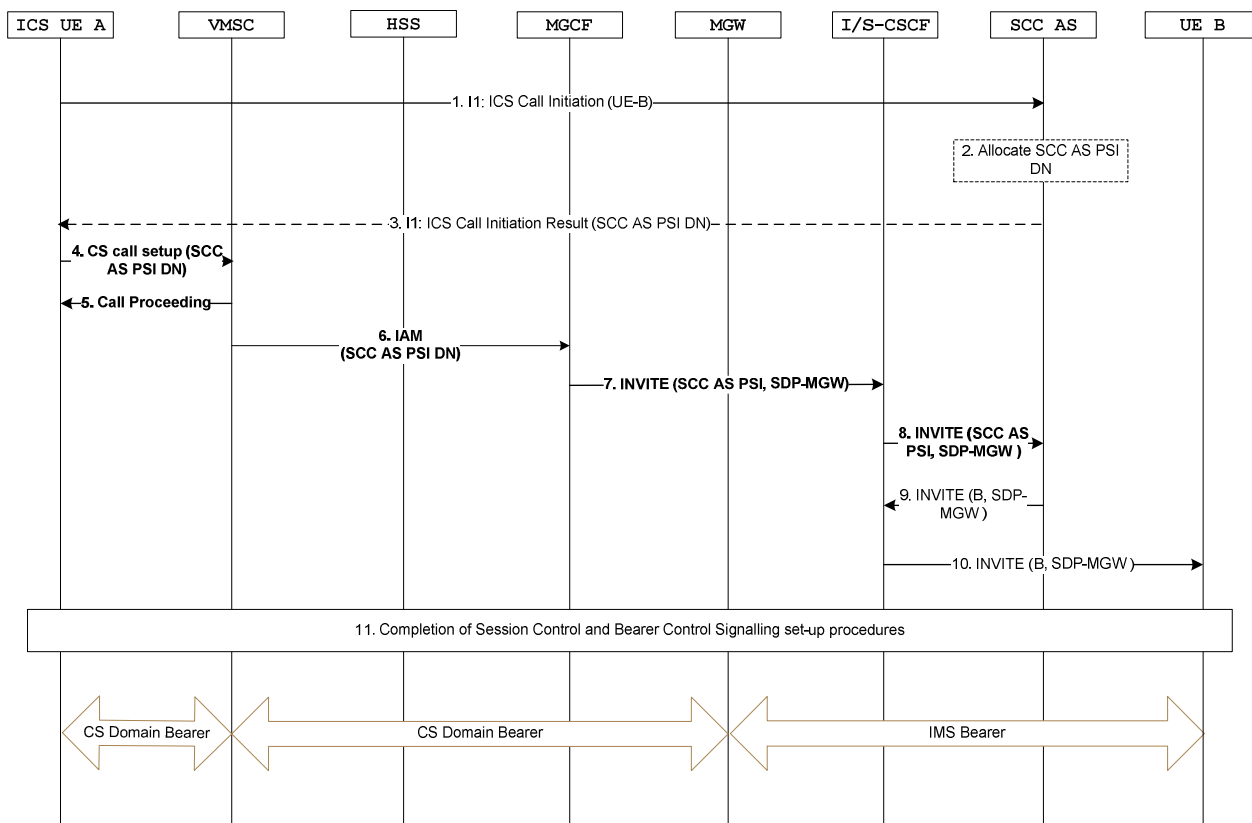 ICS UE A
VMSC
HSS
MGCF
MGW
I/S-CSCF
SCC AS
UE B
1. I1: ICS Call Initiation (UE-B)
2. Allocate SCC AS PSI
DN
3. I1: ICS Call Initiation Result (SCC AS PSI DN)
4. CS call setup (SCC
AS PSI DN)
5. Call Proceeding
6. IAM
(SCC AS PSI DN)
7. INVITE (SCC AS PSI, SDP-MGW)
8. INVITE (SCC AS
PSI, SDP-MGW )
9. INVITE (B, SDP-
MGW )
10. INVITE (B, SDP-MGW )
11. Completion of Session Control and Bearer Control Signalling set-up procedures
CS Domain Bearer
CS Domain Bearer
IMS Bearer